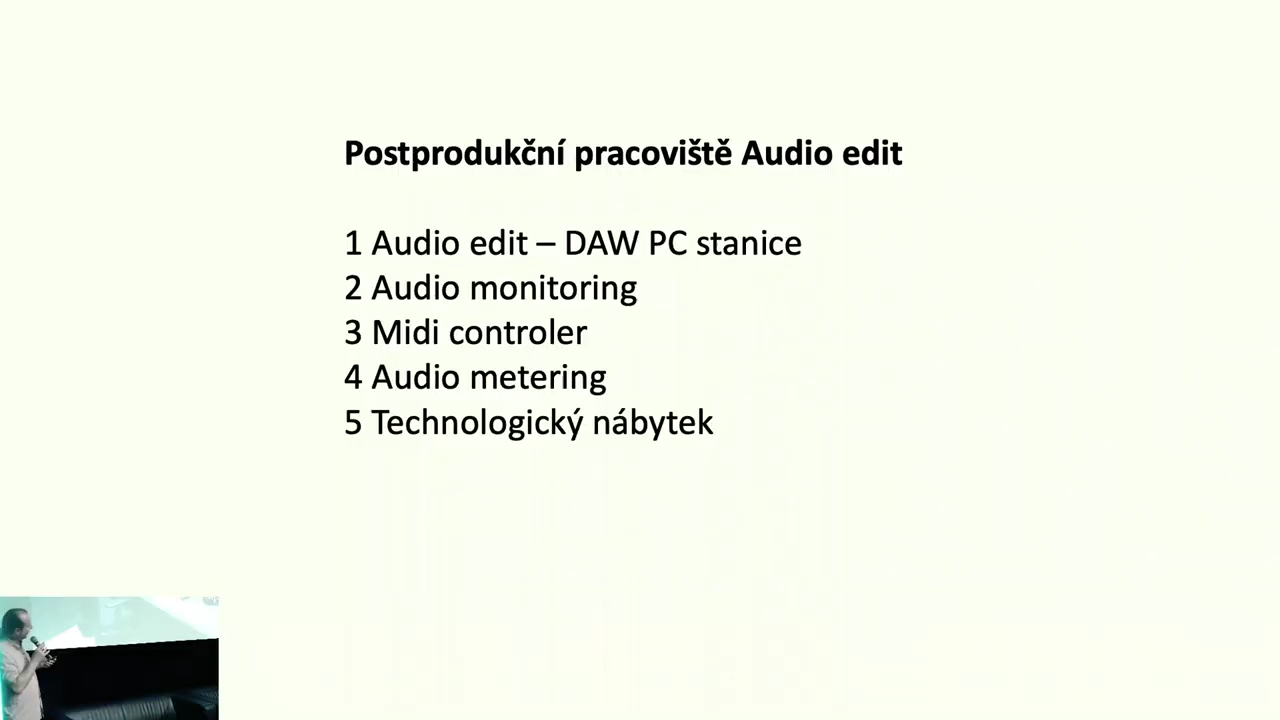 Postprodukční pracoviště Audio edit
1 Audio edit – DAW PC stanice
2 Audio monitoring
3 Midi controler
4 Audio metering
5 Technologický nábytek